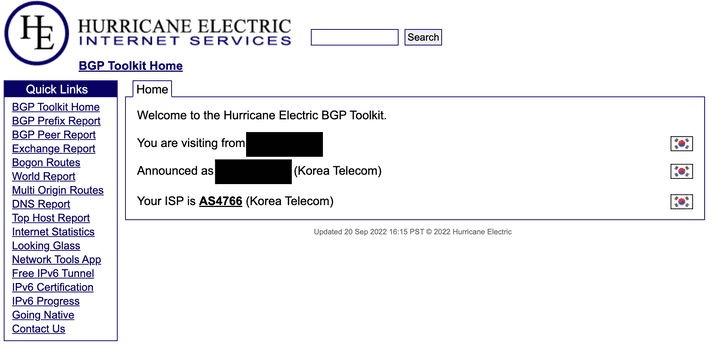 HE
HURRICANE ELECTRIC
INTERNET SERVICES
Search
BGP Toolkit Home
Quick Links
BGP Toolkit Home
BGP Prefix Report
BGP Peer Report
Exchange Report
Bogon Routes
World Report
Multi Origin Routes
DNS Report
Top Host Report
Internet Statistics
Looking Glass
Network Tools App
Free IPv6 Tunnel
IPv6 Certification
IPv6 Progress
Going Native
Contact Us
Home
Welcome to the Hurricane Electric BGP Toolkit.
You are visiting from
Announced as (Korea Telecom)
Your ISP is AS4766 (Korea Telecom)
Updated 20 Sep 2022 16:15 PST © 2022 Hurricane Electric